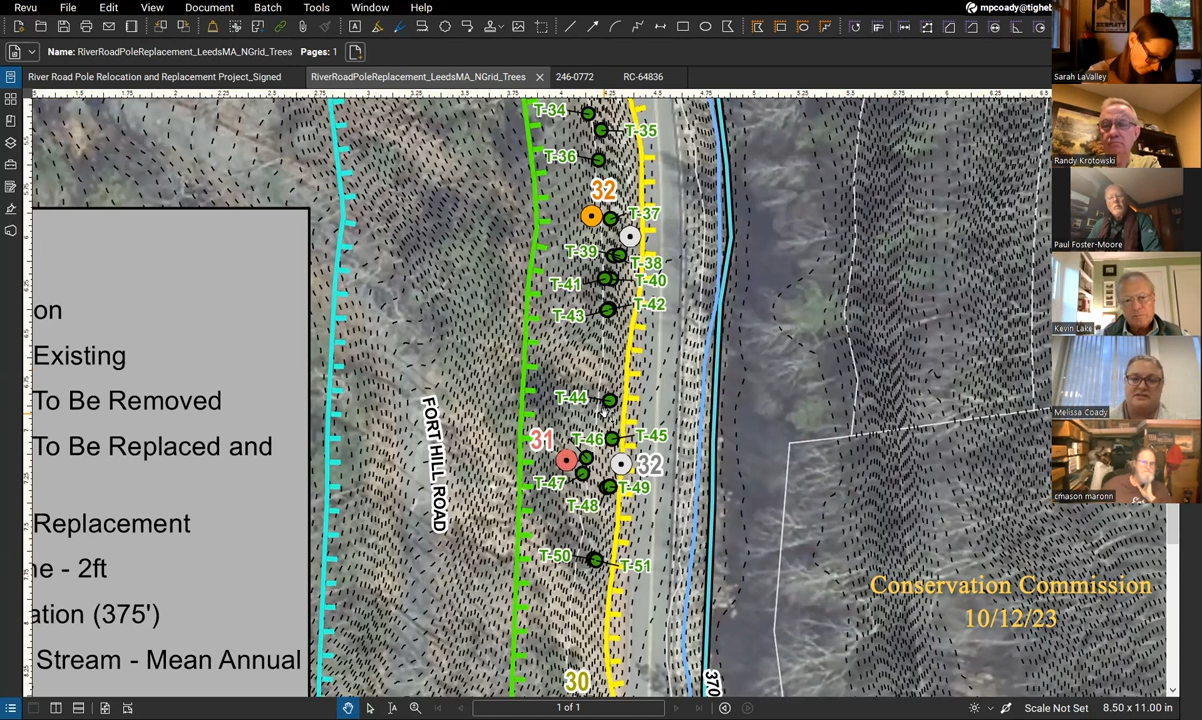 Revu File Edit View Document Batch Tools Window Help
mpcoady@tigheb
Name: RiverRoadPoleReplacement_LeedsMA_NGrid_Trees Pages: 1
River Road Pole Relocation and Replacement Project_Signed RiverRoadPoleReplacement_LeedsMA_NGrid_Trees 246-0772 RC-64836
T-34
T-35
T-36
32
T-37
T-39
T-38
T-41
T-40
T-42
T-43
T-44
T-45
T-46
31
32
T-47
T-49
T-48
T-50
T-51
30
FORT HILL ROAD
370
on
Existing
To Be Removed
To Be Replaced and
Replacement
ne - 2ft
ation (375')
Stream - Mean Annual
Sarah LaValley
Randy Krotowski
Paul Foster-Moore
Kevin Lake
Melissa Coady
cmason maronn
Conservation Commission
10/12/23
1 of 1
Scale Not Set 8.50 x 11.00 in